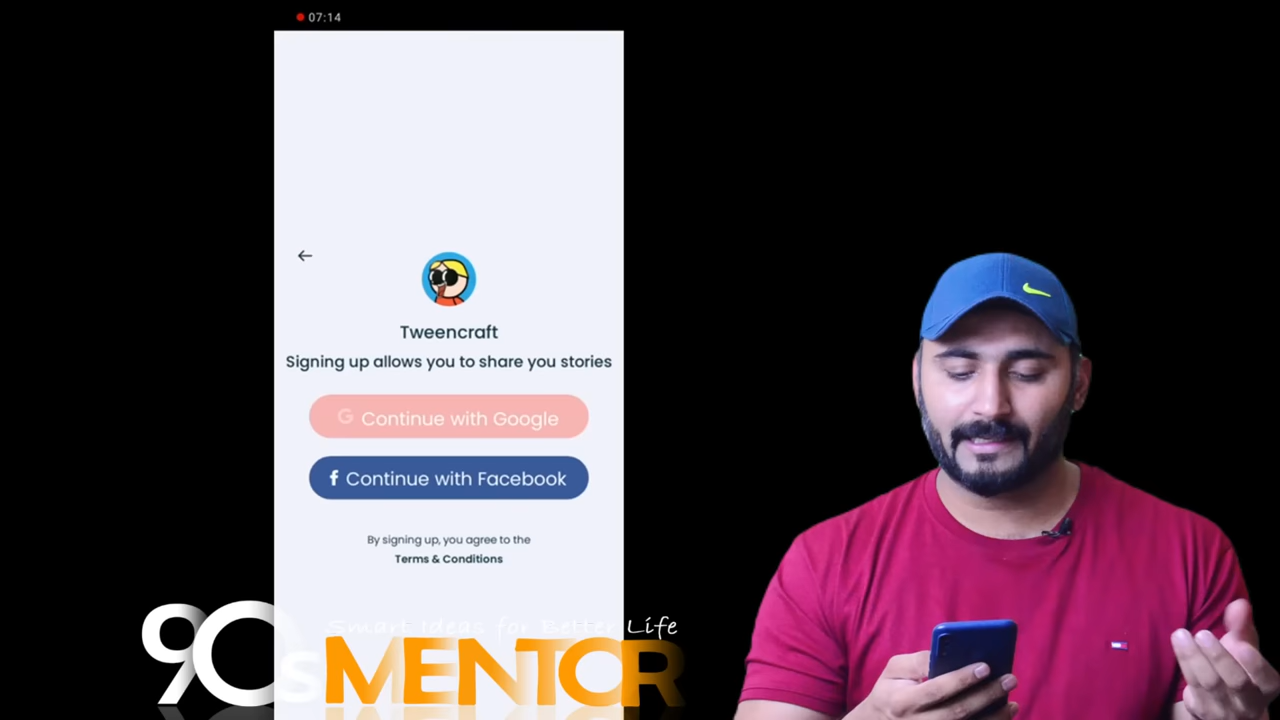 07:14
Tweencraft
Signing up allows you to share you stories
G Continue with Google
f Continue with Facebook
By signing up, you agree to the
Terms & Conditions
Smart Ideas for Better Life
90s MENTOR